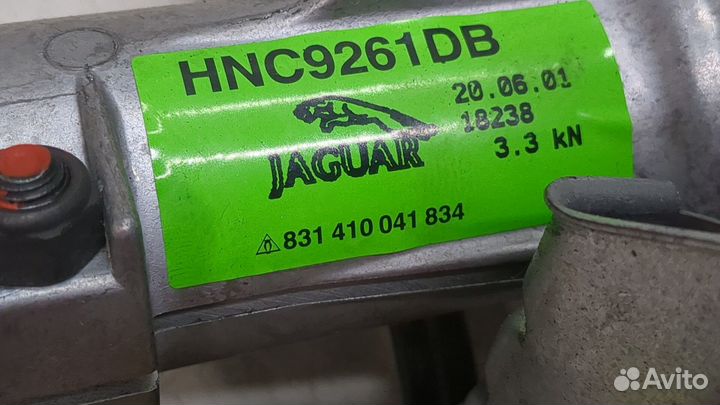 HNC9261DB
20.06.01
18238
3.3 kN
JAGUAR
831 410 041 834
Avito